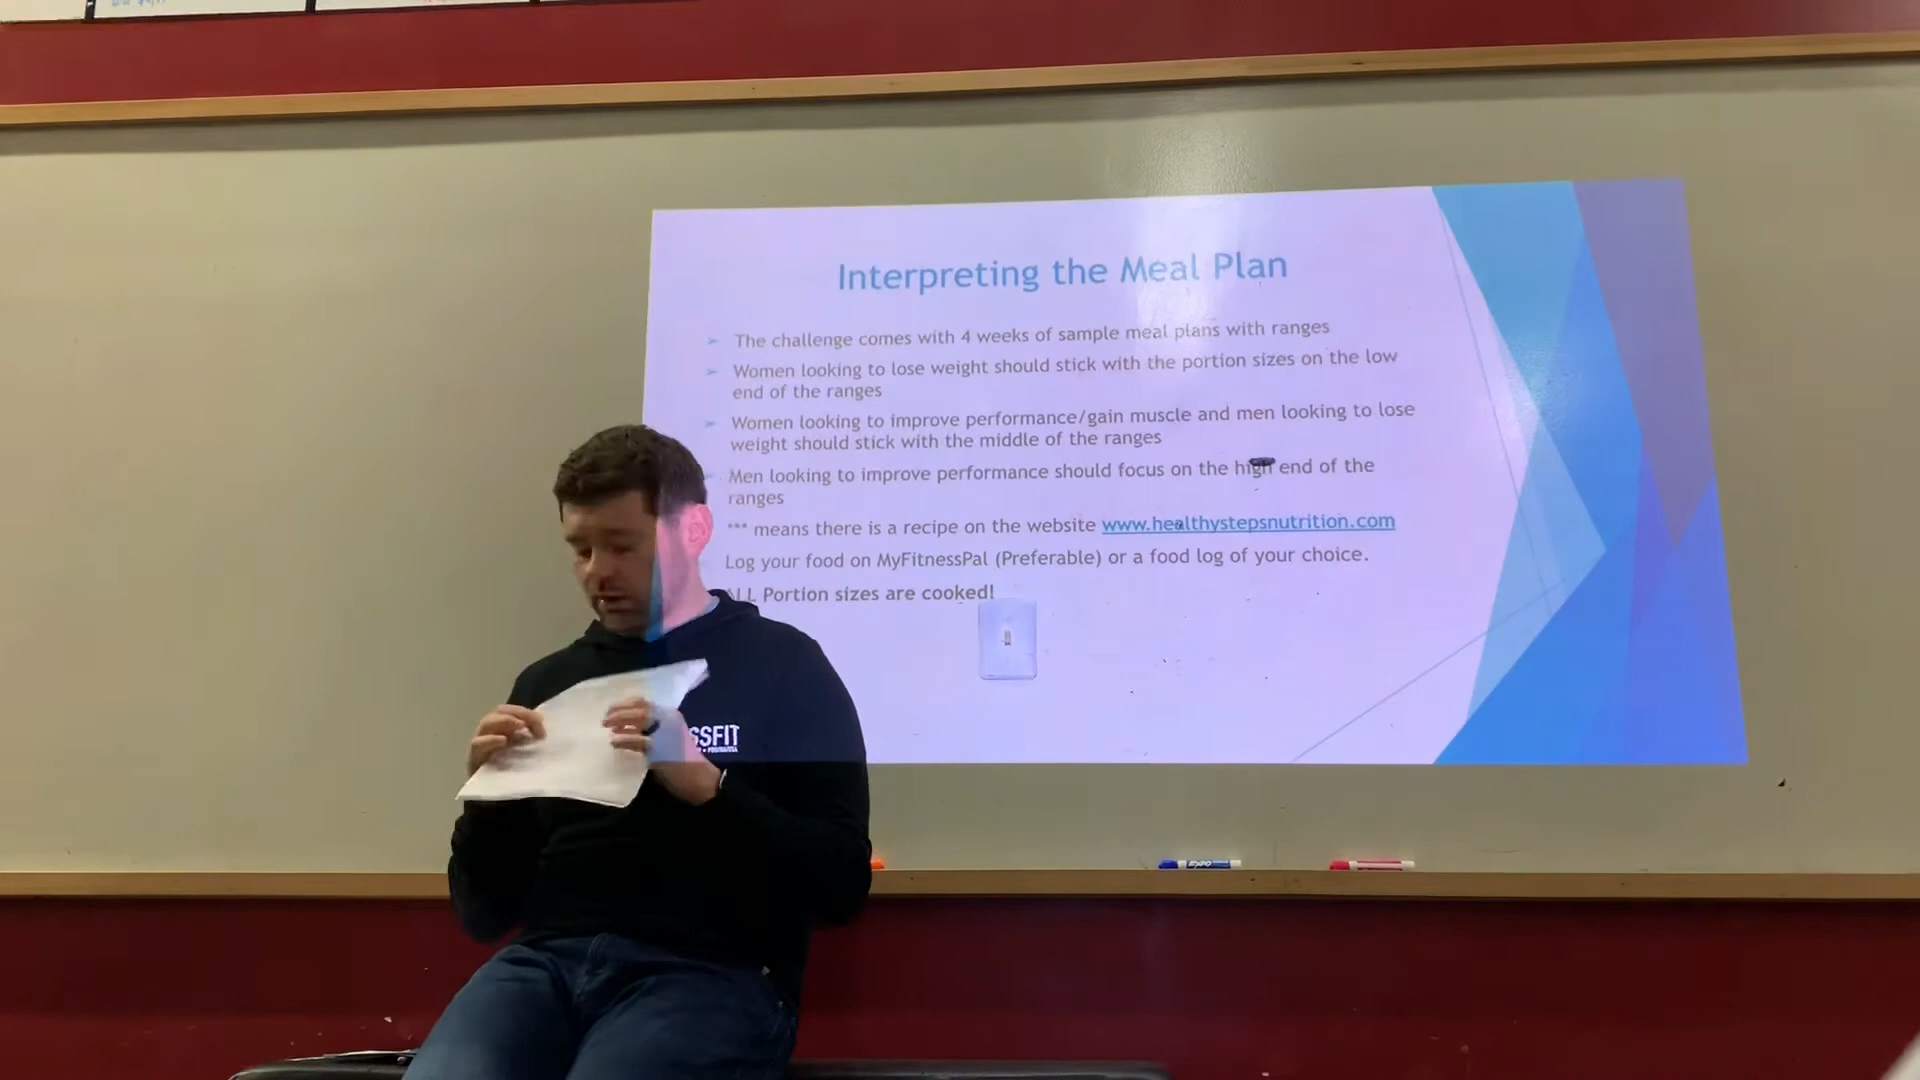 Interpreting the Meal Plan
The challenge comes with 4 weeks of sample meal plans with ranges
Women looking to lose weight should stick with the portion sizes on the low
end of the ranges
Women looking to improve performance/gain muscle and men looking to lose
weight should stick with the middle of the ranges
Men looking to improve performance should focus on the high end of the
ranges
*** means there is a recipe on the website www.healthystepsnutrition.com
Log your food on MyFitnessPal (Preferable) or a food log of your choice.
ALL Portion sizes are cooked!
SSFIT
EXPO